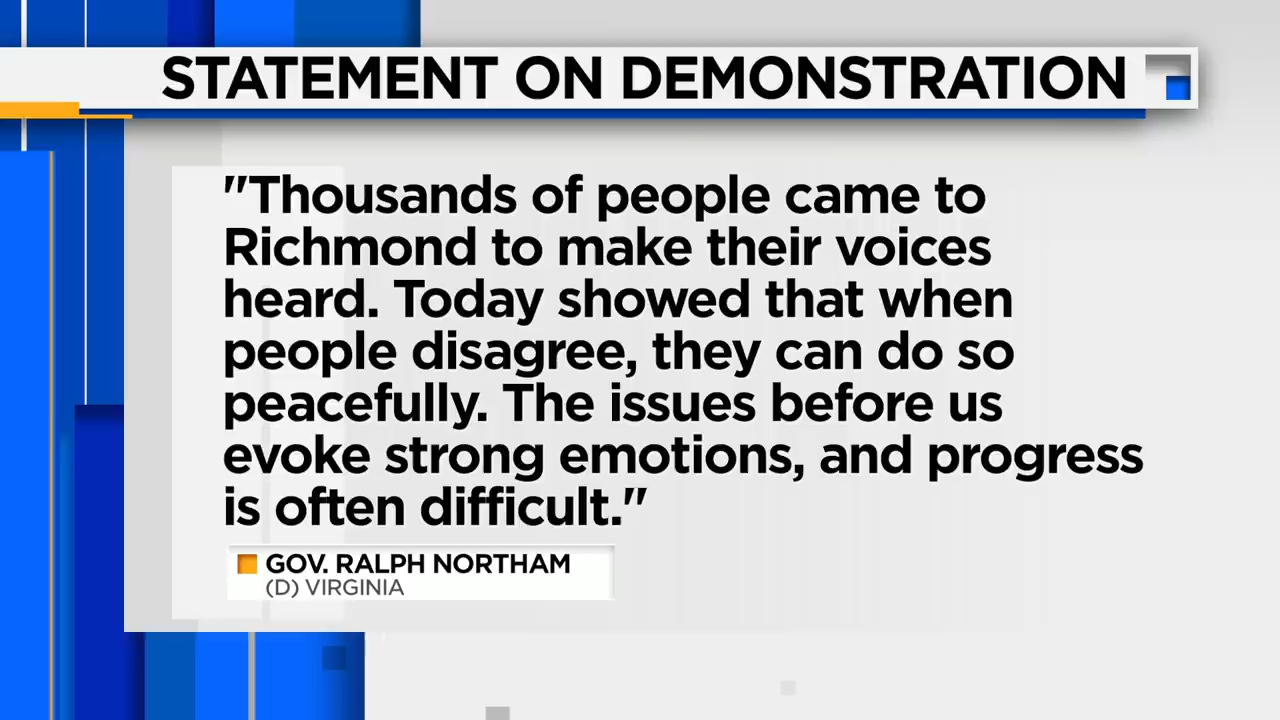 STATEMENT ON DEMONSTRATION
"Thousands of people came to
Richmond to make their voices
heard. Today showed that when
people disagree, they can do so
peacefully. The issues before us
evoke strong emotions, and progress
is often difficult."
GOV. RALPH NORTHAM
(D) VIRGINIA